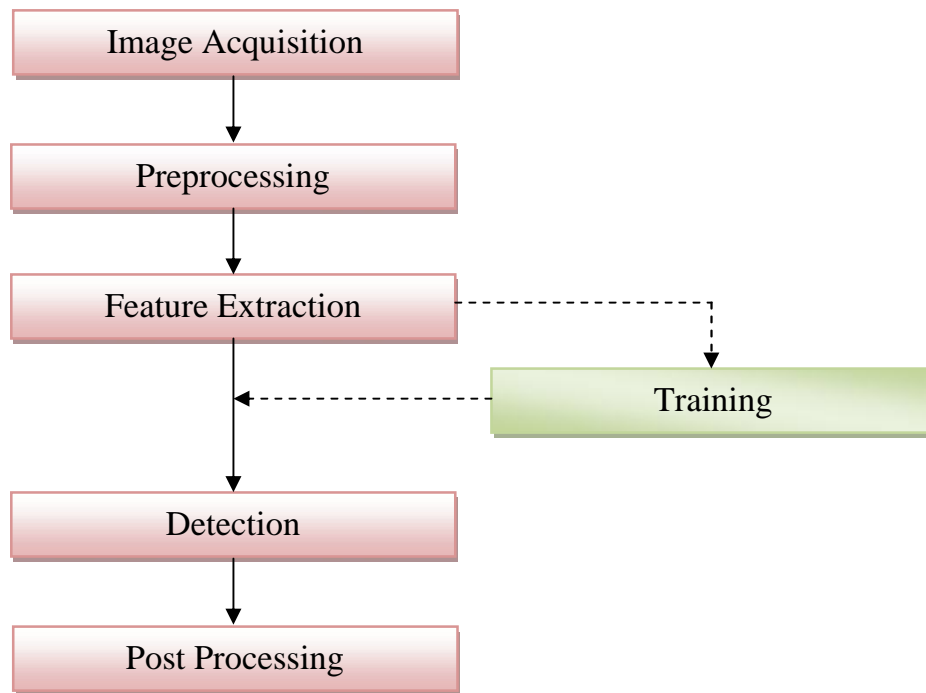 Image Acquisition
Preprocessing
Feature Extraction
Training
Detection
Post Processing